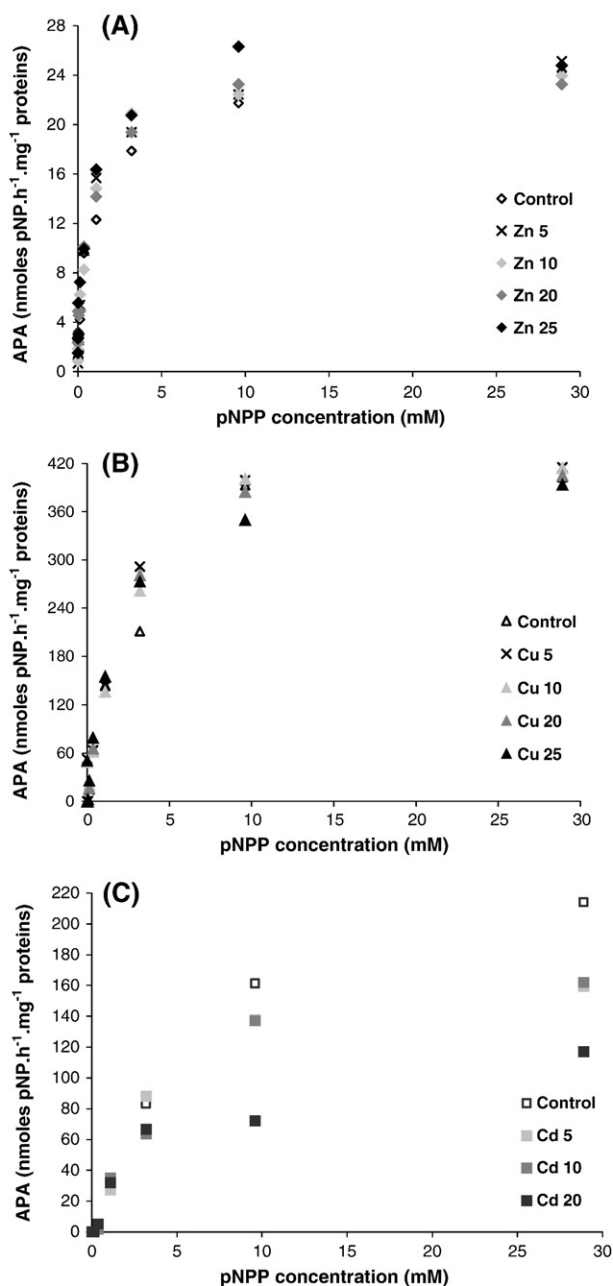 (A)
28
24
20
16
12
8
4
0
APA (nmoles pNP.h⁻¹.mg⁻¹ proteins)
Control
Zn 5
Zn 10
Zn 20
Zn 25
0 5 10 15 20 25 30
pNPP concentration (mM)
(B)
420
360
300
240
180
120
60
0
APA (nmoles pNP.h⁻¹.mg⁻¹ proteins)
Control
Cu 5
Cu 10
Cu 20
Cu 25
0 5 10 15 20 25 30
pNPP concentration (mM)
(C)
220
200
180
160
140
120
100
80
60
40
20
0
APA (nmoles pNP.h⁻¹.mg⁻¹ proteins)
Control
Cd 5
Cd 10
Cd 20
0 5 10 15 20 25 30
pNPP concentration (mM)